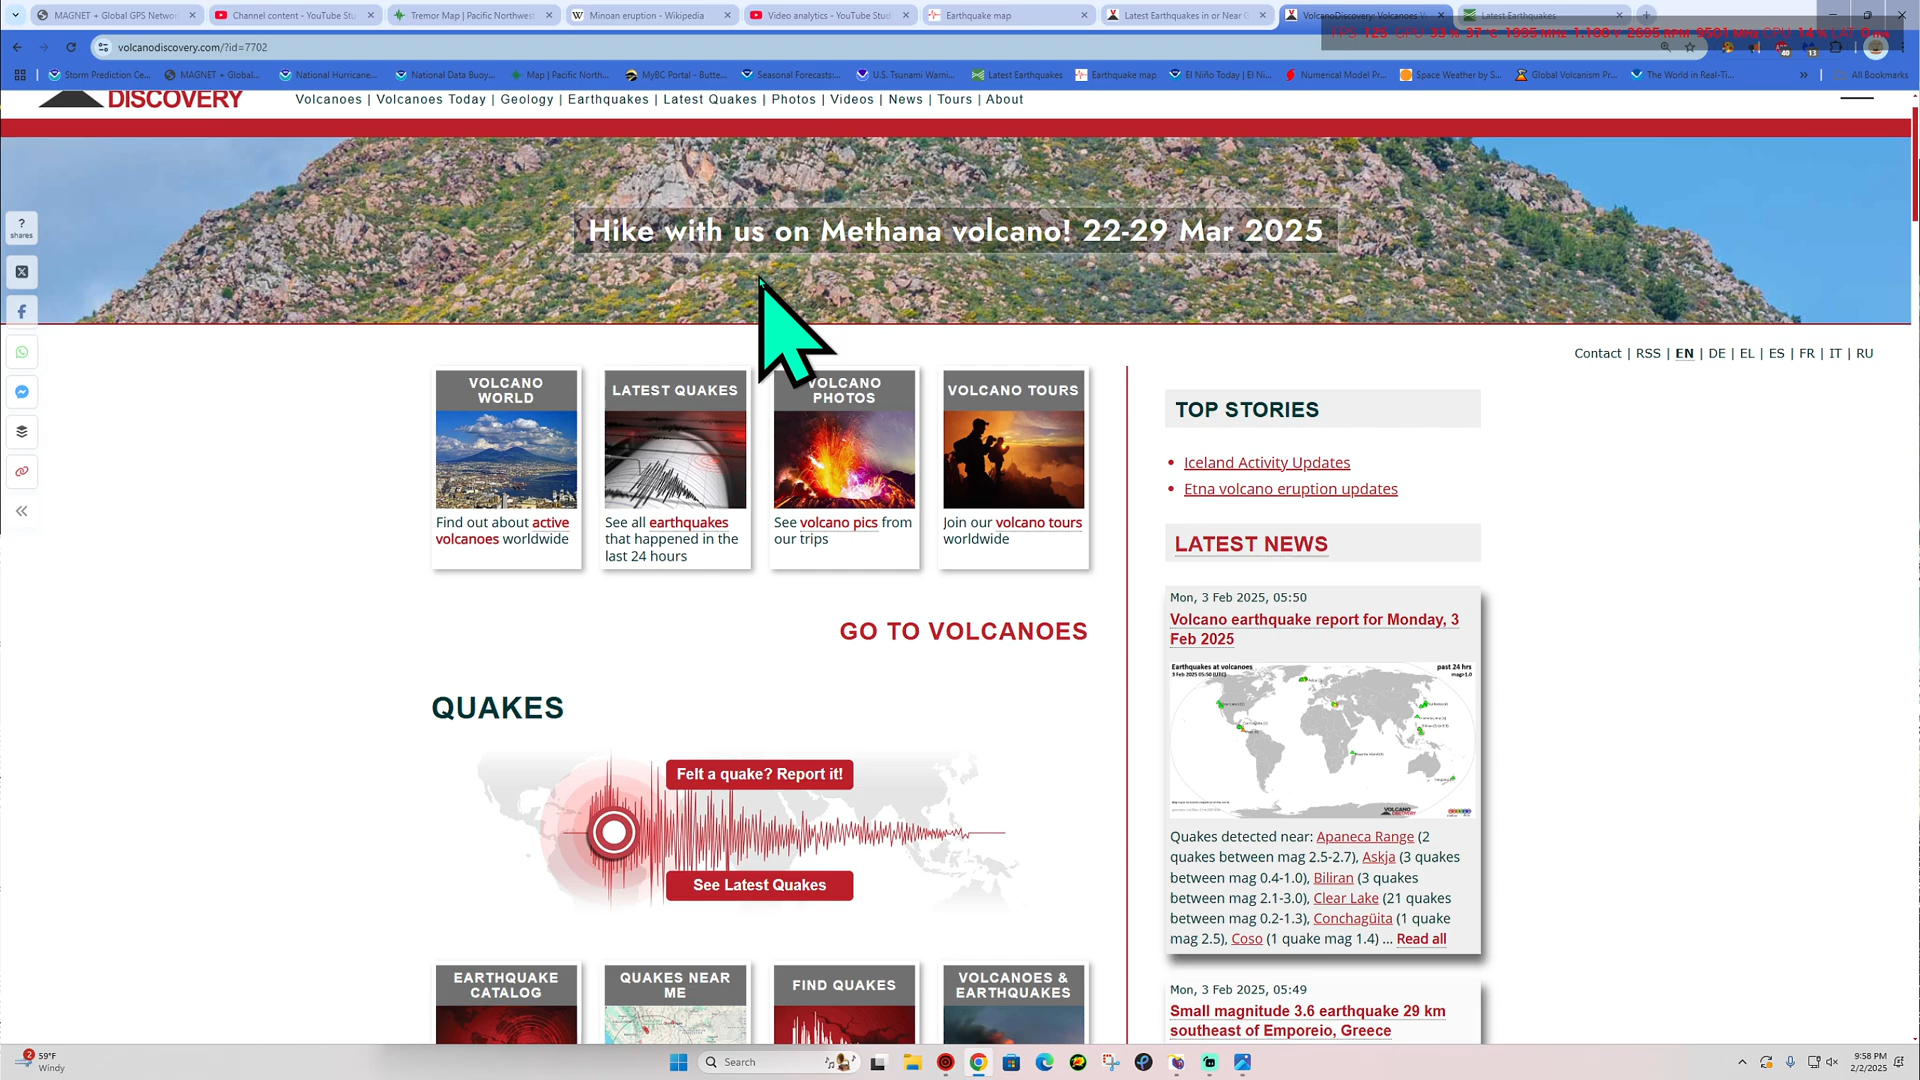 MAGNET + Global GPS Network
Channel content - YouTube Stu
Tremor Map | Pacific Northwest
Minoan eruption - Wikipedia
Video analytics - YouTube Stud
Earthquake map
Latest Earthquakes in or Near G
VolcanoDiscovery: Volcanoes W
Latest Earthquakes
volcanodiscovery.com/?id=7702
Storm Prediction Ce...
MAGNET + Global...
National Hurricane...
National Data Buoy...
Map | Pacific North...
MyBC Portal - Butte...
Seasonal Forecasts:...
U.S. Tsunami Warni...
Latest Earthquakes
Earthquake map
El Niño Today | El Ni...
Numerical Model Pr...
Space Weather by S...
Global Volcanism Pr...
The World in Real-Ti...
All Bookmarks
DISCOVERY
Volcanoes | Volcanoes Today | Geology | Earthquakes | Latest Quakes | Photos | Videos | News | Tours | About
Hike with us on Methana volcano! 22-29 Mar 2025
?
shares
Contact | RSS | EN | DE | EL | ES | FR | IT | RU
VOLCANO
WORLD
Find out about active
volcanoes worldwide
LATEST QUAKES
See all earthquakes
that happened in the
last 24 hours
VOLCANO
PHOTOS
See volcano pics from
our trips
VOLCANO TOURS
Join our volcano tours
worldwide
GO TO VOLCANOES
QUAKES
Felt a quake? Report it!
See Latest Quakes
EARTHQUAKE
CATALOG
QUAKES NEAR
ME
FIND QUAKES
VOLCANOES &
EARTHQUAKES
TOP STORIES
Iceland Activity Updates
Etna volcano eruption updates
LATEST NEWS
Mon, 3 Feb 2025, 05:50
Volcano earthquake report for Monday, 3
Feb 2025
Earthquakes at volcanoes
3 Feb 2025 05:50 (UTC)
past 24 hrs
mag>1.0
VOLCANO
DISCOVERY
Quakes detected near: Apaneca Range (2
quakes between mag 2.5-2.7), Askja (3 quakes
between mag 0.4-1.0), Biliran (3 quakes
between mag 2.1-3.0), Clear Lake (21 quakes
between mag 0.2-1.3), Conchagüita (1 quake
mag 2.5), Coso (1 quake mag 1.4) ... Read all
Mon, 3 Feb 2025, 05:49
Small magnitude 3.6 earthquake 29 km
southeast of Emporeio, Greece
2
59°F
Windy
Search
9:58 PM
2/2/2025